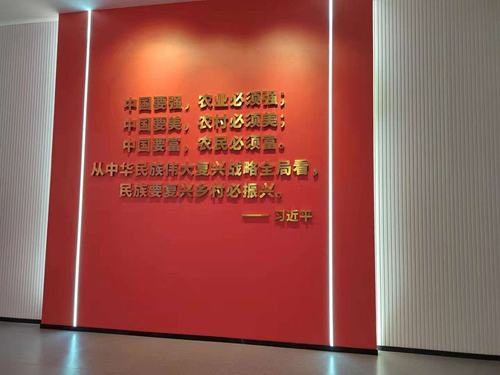 中国要强，农业必须强；
中国要美，农村必须美；
中国要富，农民必须富。
从中华民族伟大复兴战略全局看，
民族要复兴乡村必振兴。
——习近平